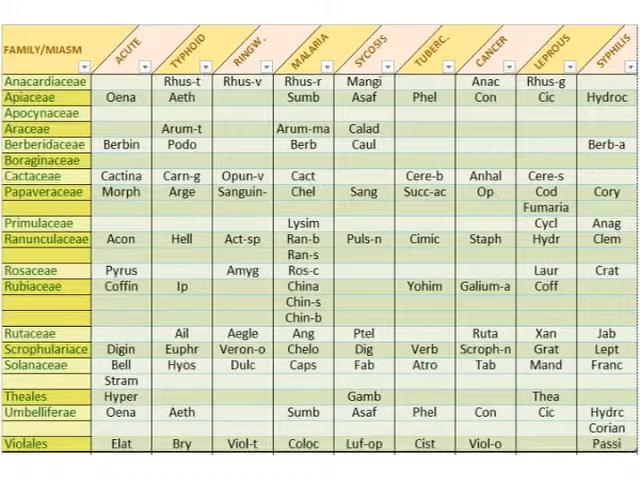 FAMILY/MIASM ACUTE TYPHOID RINGW. MALARIA SYCOSIS TUBERC. CANCER LEPROUS SYPHILIS
Anacardiaceae Rhus-t Rhus-v Rhus-r Mangi Anac Rhus-g
Apiaceae Oena Aeth Sumb Asaf Phel Con Cic Hydroc
Apocynaceae
Araceae Arum-t Arum-ma Calad
Berberidaceae Berbin Podo Berb Caul Berb-a
Boraginaceae
Cactaceae Cactina Carn-g Opun-v Cact Cere-b Anhal Cere-s
Papaveraceae Morph Arge Sanguin- Chel Sang Succ-ac Op Cod Cory
Fumaria
Primulaceae Lysim Cycl Anag
Ranunculaceae Acon Hell Act-sp Ran-b Puls-n Cimic Staph Hydr Clem
Ran-s
Rosaceae Pyrus Amyg Ros-c Laur Crat
Rubiaceae Coffin Ip China Yohim Galium-a Coff
Chin-s
Chin-b
Rutaceae Ail Aegle Ang Ptel Ruta Xan Jab
Scrophulariace Digin Euphr Veron-o Chelo Dig Verb Scroph-n Grat Lept
Solanaceae Bell Hyos Dulc Caps Fab Atro Tab Mand Franc
Stram
Theales Hyper Gamb Thea
Umbelliferae Oena Aeth Sumb Asaf Phel Con Cic Hydrc
Corian
Violales Elat Bry Viol-t Coloc Luf-op Cist Viol-o Passi